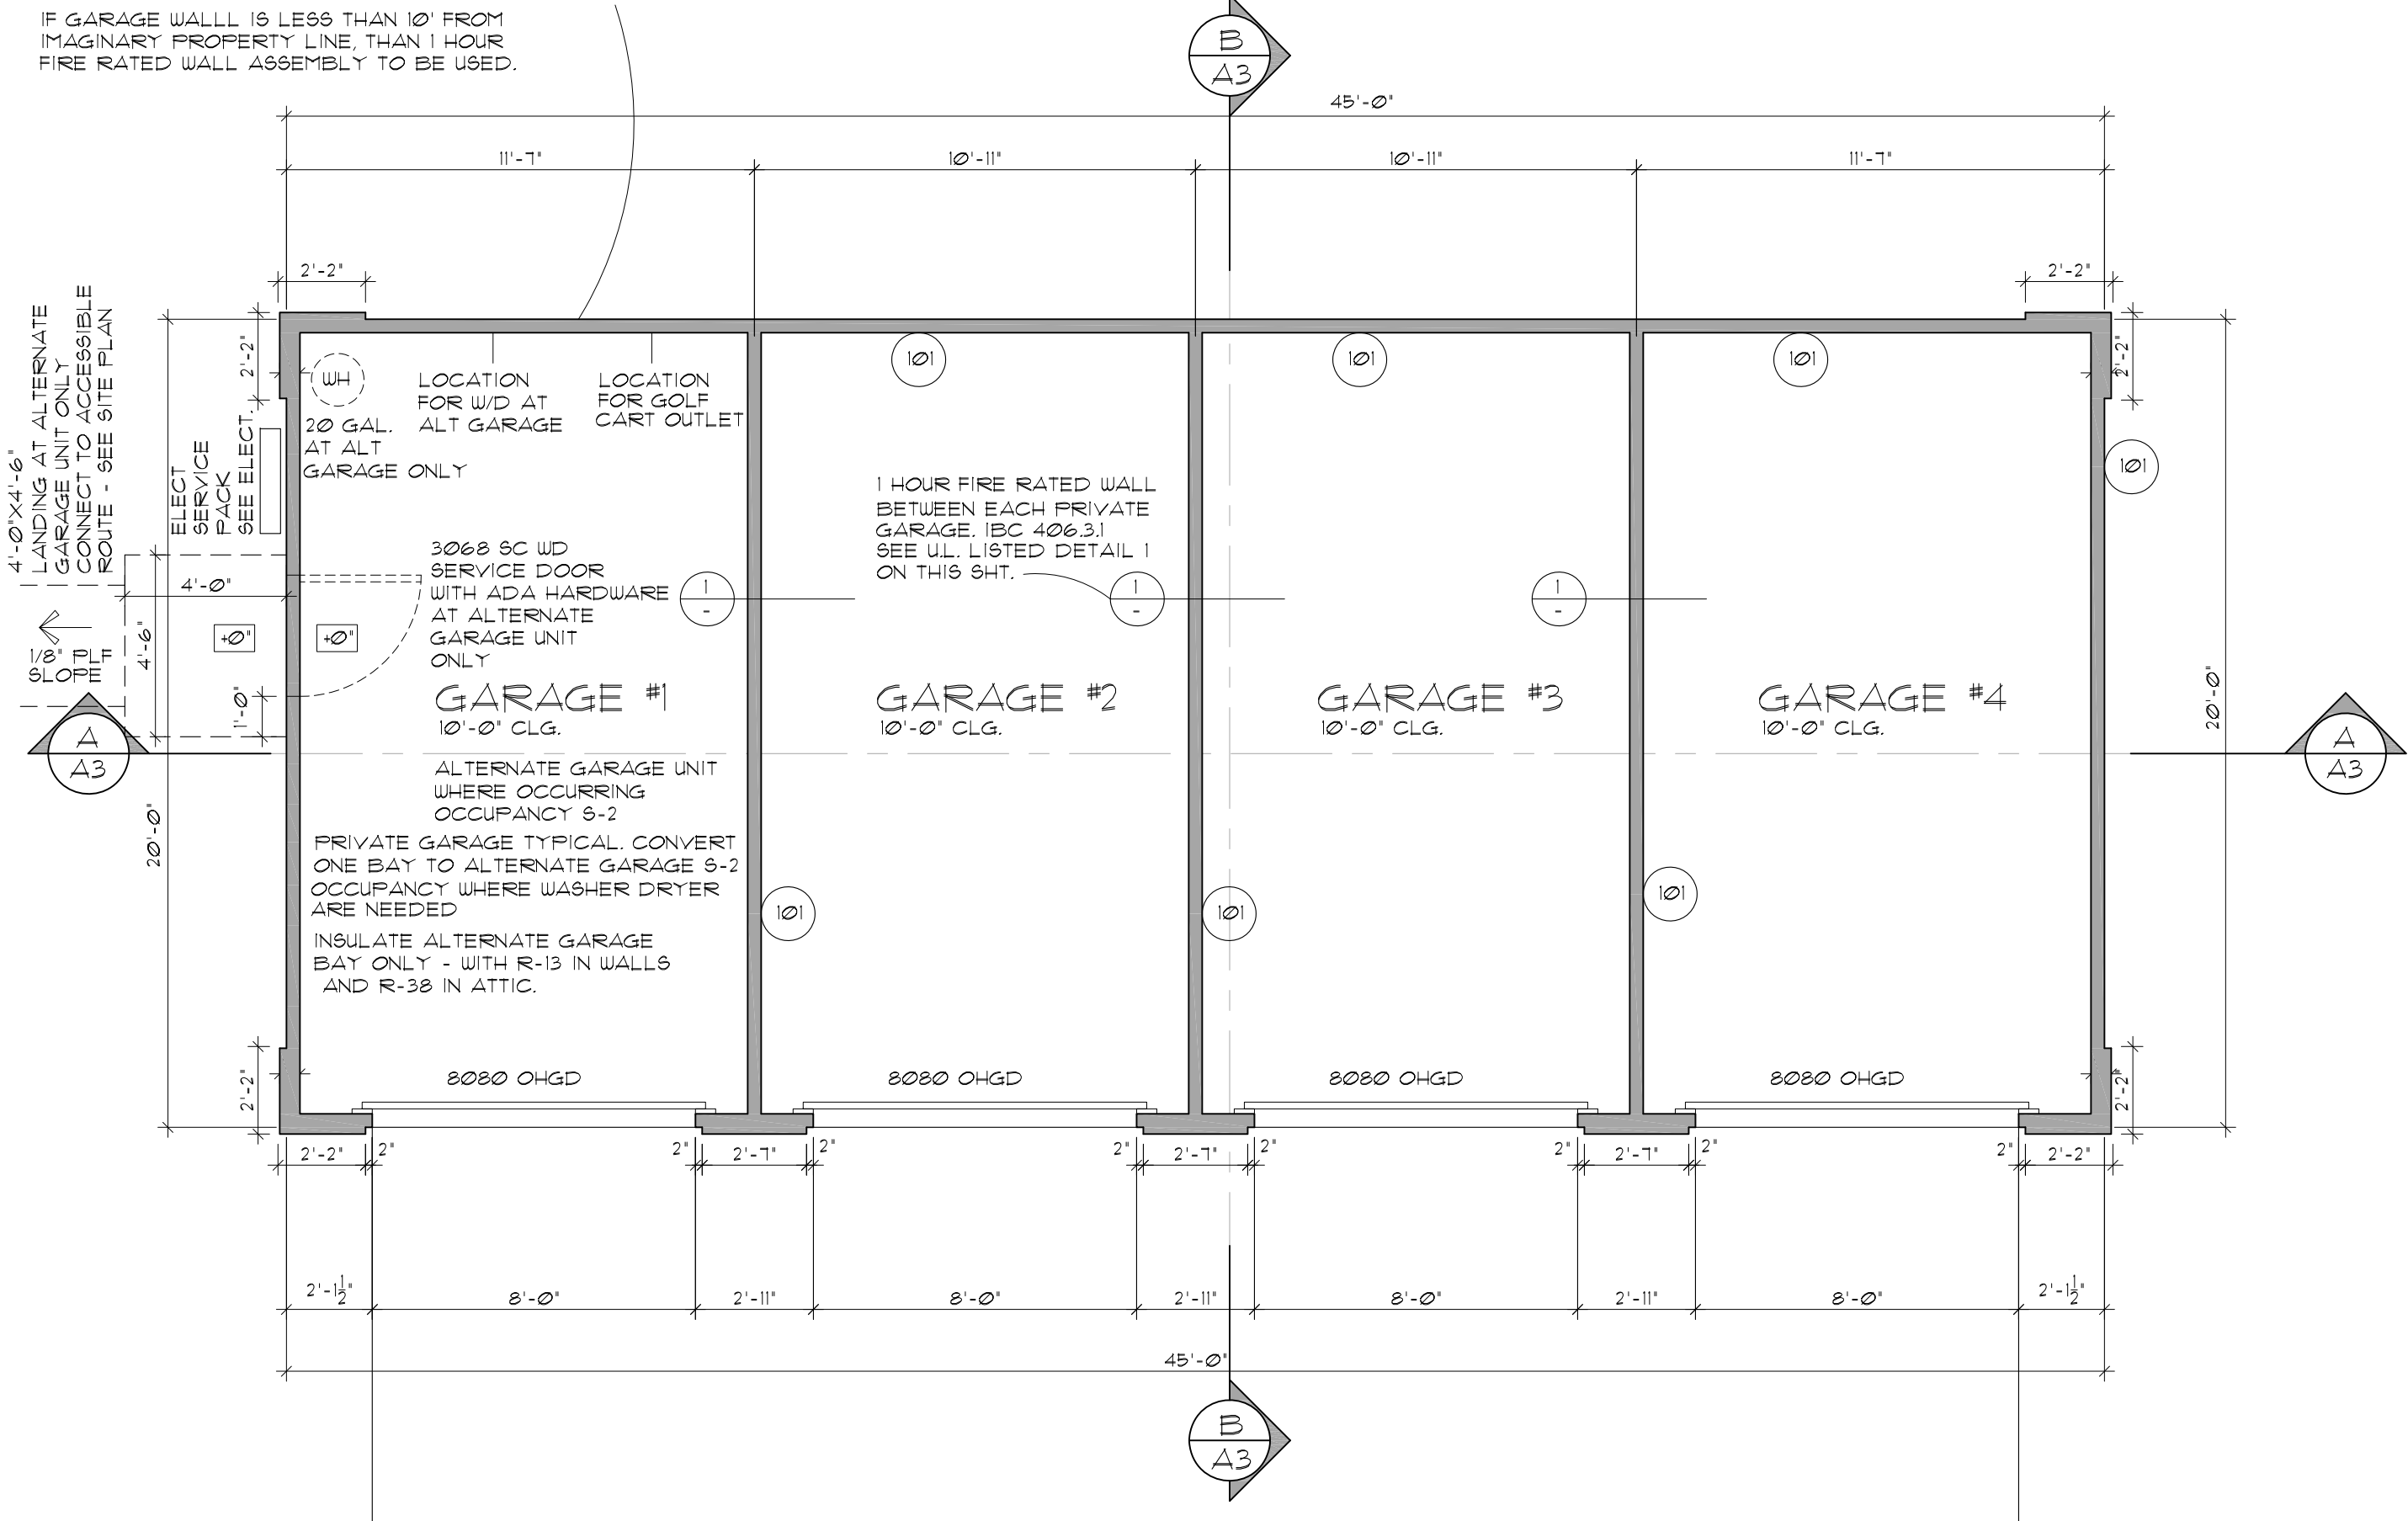 IF GARAGE WALLL IS LESS THAN 10' FROM
IMAGINARY PROPERTY LINE, THAN 1 HOUR
FIRE RATED WALL ASSEMBLY TO BE USED.
B
A3
45'-0"
11'-7"
10'-11"
10'-11"
11'-7"
2'-2"
2'-2"
2'-2"
2'-2"
4'-0"X4'-6"
LANDING AT ALTERNATE
GARAGE UNIT ONLY
CONNECT TO ACCESSIBLE
ROUTE - SEE SITE PLAN
ELECT
SERVICE
PACK
SEE ELECT.
WH
20 GAL.
AT ALT
GARAGE ONLY
LOCATION
FOR W/D AT
ALT GARAGE
LOCATION
FOR GOLF
CART OUTLET
101
101
101
101
1 HOUR FIRE RATED WALL
BETWEEN EACH PRIVATE
GARAGE. IBC 406.3.1
SEE U.L. LISTED DETAIL 1
ON THIS SHT.
3068 SC WD
SERVICE DOOR
WITH ADA HARDWARE
AT ALTERNATE
GARAGE UNIT
ONLY
1
-
1
-
1
-
4'-0"
4'-6"
+0"
+0"
1/8" PLF
SLOPE
1'-0"
A
A3
20'-0"
GARAGE #1
10'-0" CLG.
GARAGE #2
10'-0" CLG.
GARAGE #3
10'-0" CLG.
GARAGE #4
10'-0" CLG.
20'-0"
A
A3
ALTERNATE GARAGE UNIT
WHERE OCCURRING
OCCUPANCY S-2
PRIVATE GARAGE TYPICAL. CONVERT
ONE BAY TO ALTERNATE GARAGE S-2
OCCUPANCY WHERE WASHER DRYER
ARE NEEDED
INSULATE ALTERNATE GARAGE
BAY ONLY - WITH R-13 IN WALLS
AND R-38 IN ATTIC.
101
101
101
2'-2"
8080 OHGD
8080 OHGD
8080 OHGD
8080 OHGD
2'-2"
2'-2"
2"
2"
2'-7"
2"
2"
2'-7"
2"
2"
2'-7"
2"
2"
2'-2"
2'-1 1/2"
8'-0"
2'-11"
8'-0"
2'-11"
8'-0"
2'-11"
8'-0"
2'-1 1/2"
45'-0"
B
A3